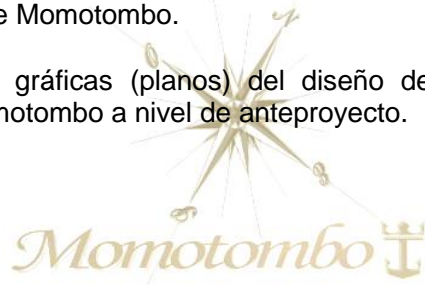 e Momotombo.
gráficas (planos) del diseño de
motombo a nivel de anteproyecto.
N
Momotombo